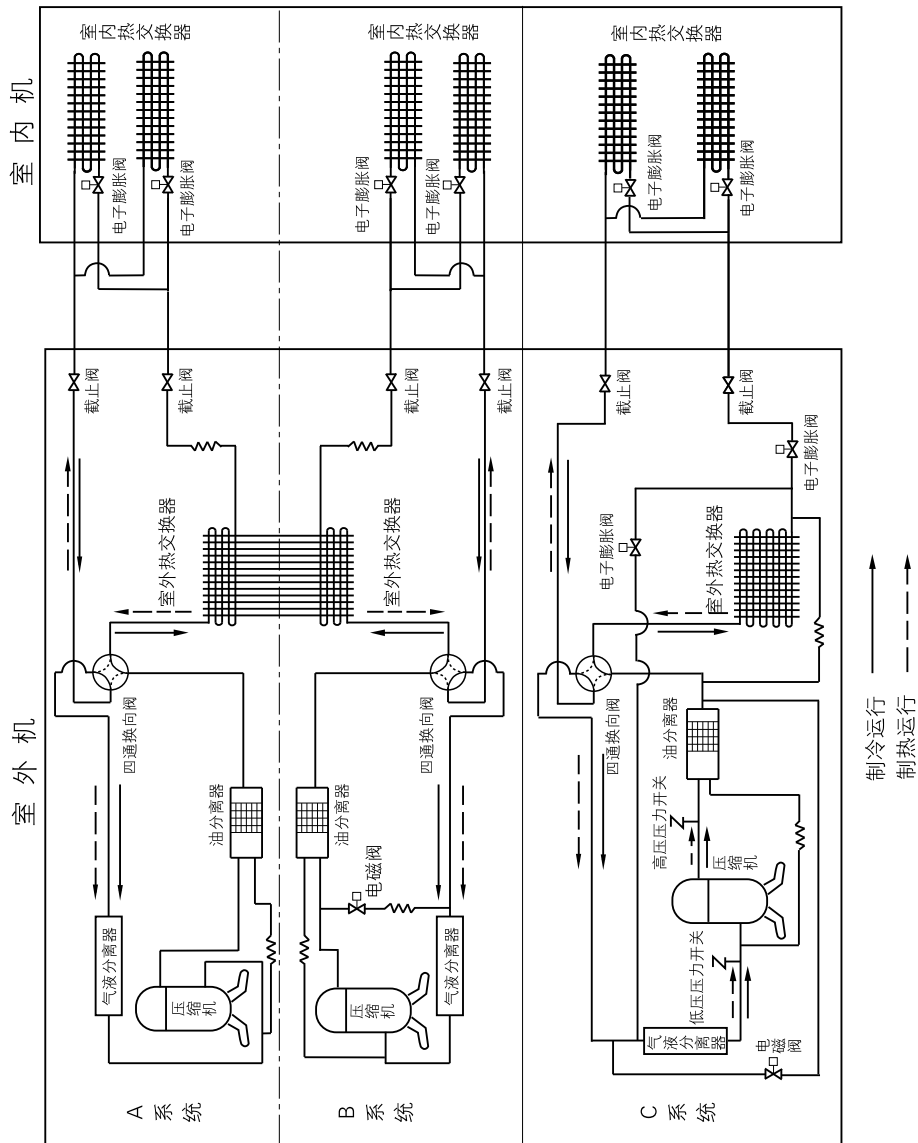 室内机
室内热交换器
室内热交换器
室内热交换器
电子膨胀阀
电子膨胀阀
电子膨胀阀
电子膨胀阀
电子膨胀阀
电子膨胀阀
室外机
截止阀
截止阀
截止阀
截止阀
截止阀
截止阀
电子膨胀阀
电子膨胀阀
室外热交换器
室外热交换器
室外热交换器
四通换向阀
四通换向阀
四通换向阀
油分离器
油分离器
油分离器
高压压力开关
电磁阀
压缩机
气液分离器
气液分离器
低压压力开关
压缩
机
压缩
机
气液分离器
电磁
阀
A 系统
B 系统
C 系统
制冷运行
制热运行